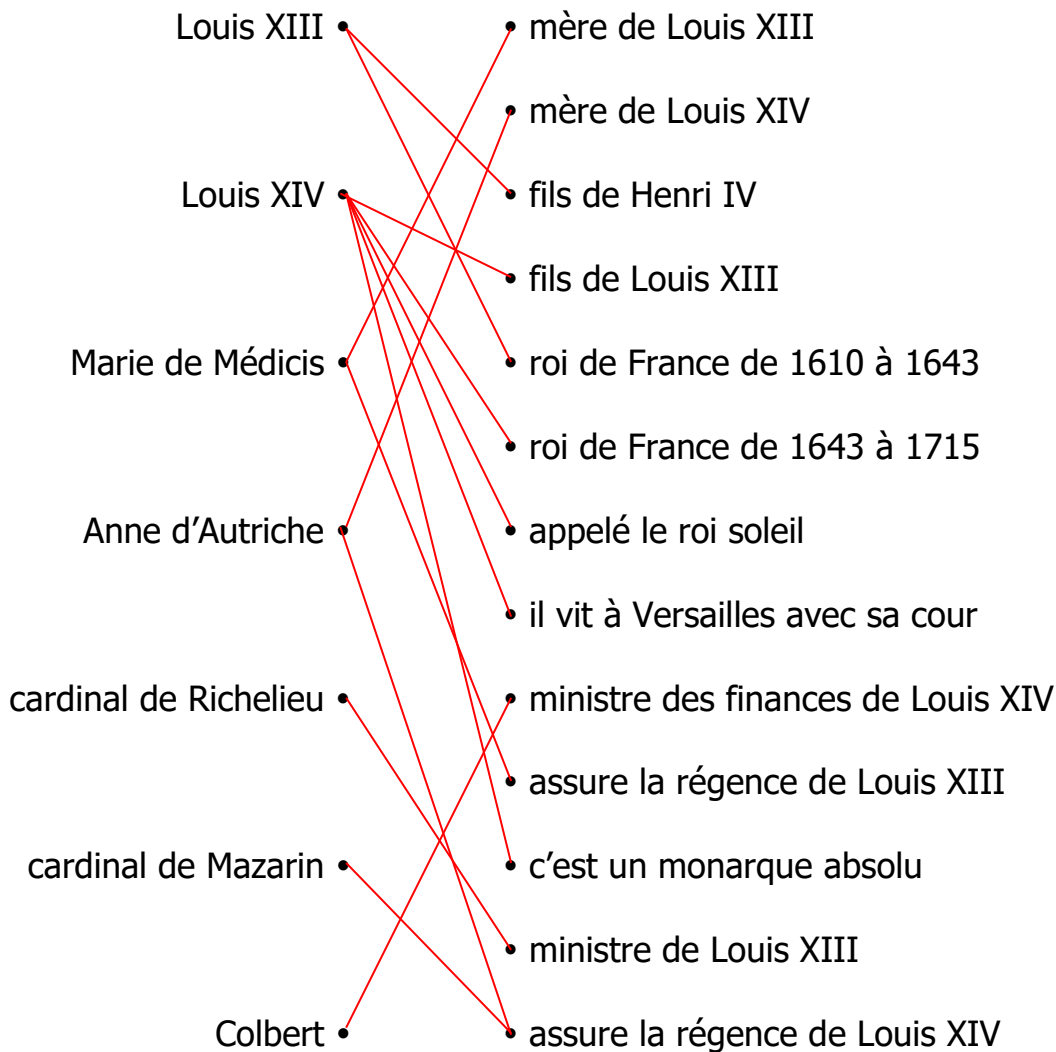 Louis XIII • • mère de Louis XIII
• mère de Louis XIV
Louis XIV • • fils de Henri IV
• fils de Louis XIII
Marie de Médicis • • roi de France de 1610 à 1643
• roi de France de 1643 à 1715
Anne d’Autriche • • appelé le roi soleil
• il vit à Versailles avec sa cour
cardinal de Richelieu • • ministre des finances de Louis XIV
• assure la régence de Louis XIII
cardinal de Mazarin • • c’est un monarque absolu
• ministre de Louis XIII
Colbert • • assure la régence de Louis XIV